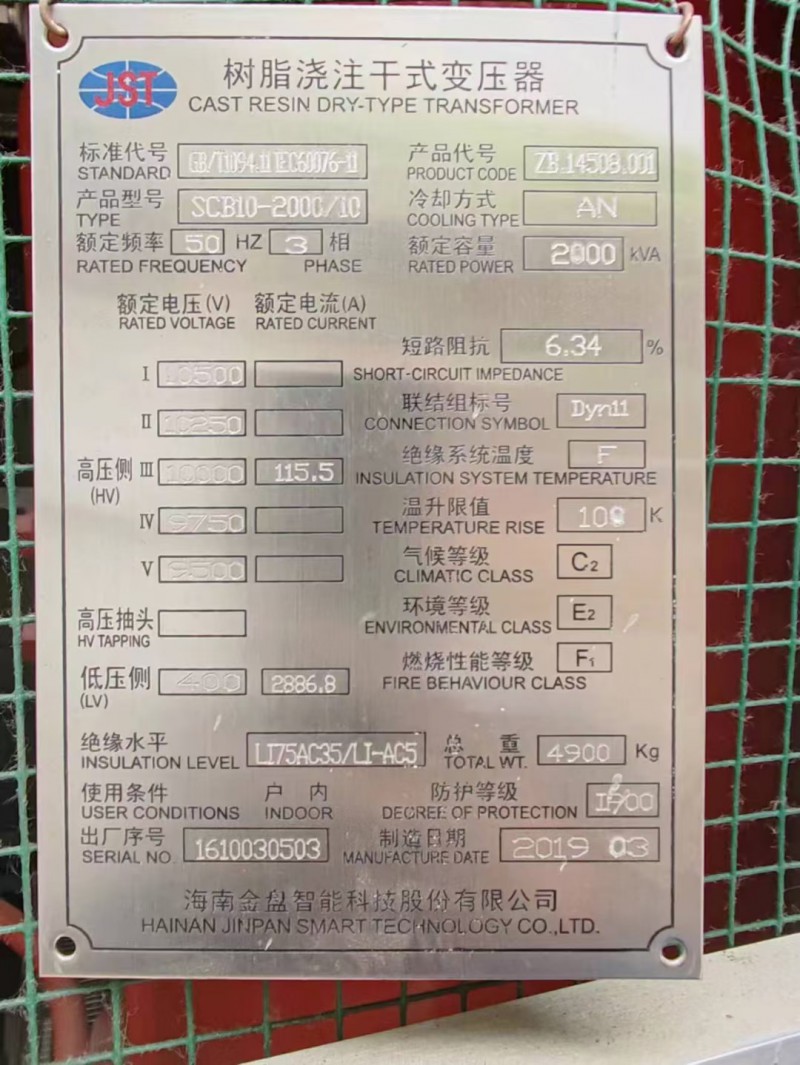 JST
树脂浇注干式变压器
CAST RESIN DRY-TYPE TRANSFORMER
标准代号 GB/T1094.11 IEC60076-11 产品代号 ZB.14508.001
STANDARD PRODUCT CODE
产品型号 SCB10-2000/10 冷却方式 AN
TYPE COOLING TYPE
额定频率 50 HZ 3 相 额定容量 2000 kVA
RATED FREQUENCY PHASE RATED POWER
额定电压(V) 额定电流(A)
RATED VOLTAGE RATED CURRENT
短路阻抗 6.34 %
I 10500 SHORT-CIRCUIT IMPEDANCE
联结组标号 Dyn11
II 10250 CONNECTION SYMBOL
高压侧 III 10000 115.5 绝缘系统温度 F
(HV) INSULATION SYSTEM TEMPERATURE
温升限值 K
IV 9750 TEMPERATURE RISE
气候等级 C2
V 9500 CLIMATIC CLASS
高压抽头 环境等级 E2
HV TAPPING ENVIRONMENTAL CLASS
低压侧 400 2886.8 燃烧性能等级 F1
(LV) FIRE BEHAVIOUR CLASS
绝缘水平 LI75AC35/LI-AC5 总 重 4900 Kg
INSULATION LEVEL TOTAL WT.
使用条件 户 内 防护等级 IP00
USER CONDITIONS INDOOR DEGREE OF PROTECTION
出厂序号 1610030503 制造日期 2019 03
SERIAL NO. MANUFACTURE DATE
海南金盘智能科技股份有限公司
HAINAN JINPAN SMART TECHNOLOGY CO.,LTD.